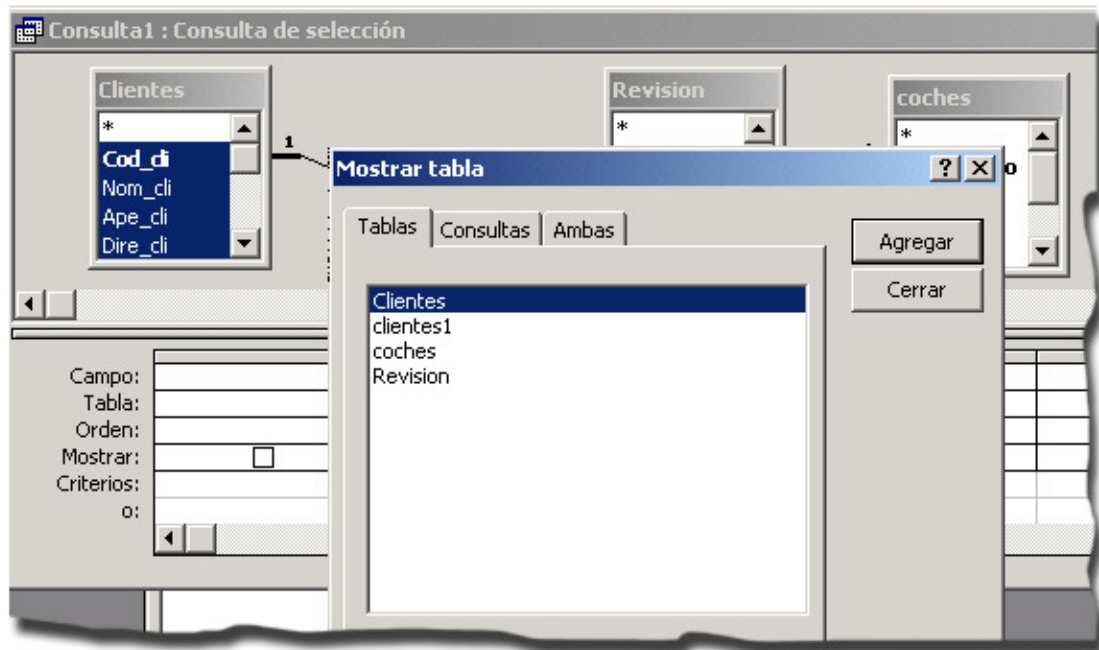 Consulta1 : Consulta de selección
Clientes
*
Cod_cli
Nom_cli
Ape_cli
Dire_cli
1
Revision
*
coches
*
o
Mostrar tabla
Tablas
Consultas
Ambas
Agregar
Cerrar
Clientes
clientes1
coches
Revision
Campo:
Tabla:
Orden:
Mostrar:
Criterios:
o: